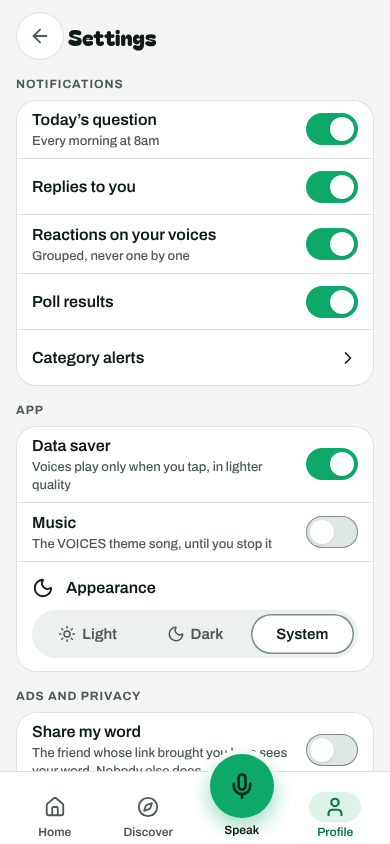 Settings
NOTIFICATIONS
Today's question
Every morning at 8am
Replies to you
Reactions on your voices
Grouped, never one by one
Poll results
Category alerts
APP
Data saver
Voices play only when you tap, in lighter
quality
Music
The VOICES theme song, until you stop it
Appearance
Light
Dark
System
ADS AND PRIVACY
Share my word
The friend whose link brought you sees
your word. Nobody else does.
Home
Discover
Speak
Profile